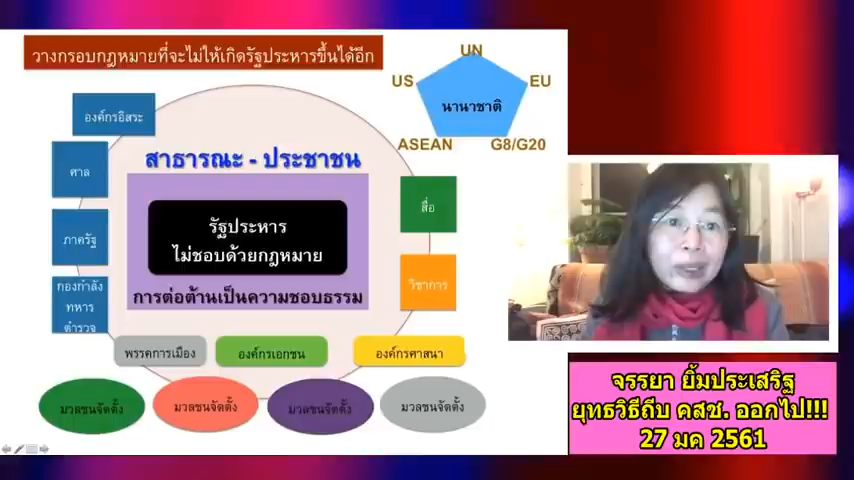 วางกรอบกฎหมายที่จะไม่ให้เกิดรัฐประหารขึ้นได้อีก
UN
US
EU
นานาชาติ
ASEAN
G8/G20
องค์กรอิสระ
ศาล
ภาครัฐ
กองกำลัง
ทหาร
ตำรวจ
สาธารณะ - ประชาชน
รัฐประหาร
ไม่ชอบด้วยกฎหมาย
การต่อต้านเป็นความชอบธรรม
สื่อ
วิชาการ
พรรคการเมือง
องค์กรเอกชน
องค์กรศาสนา
มวลชนจัดตั้ง
มวลชนจัดตั้ง
มวลชนจัดตั้ง
มวลชนจัดตั้ง
จรรยา ยิ้มประเสริฐ
ยุทธวิธีถีบ คสช. ออกไป!!!
27 มค 2561